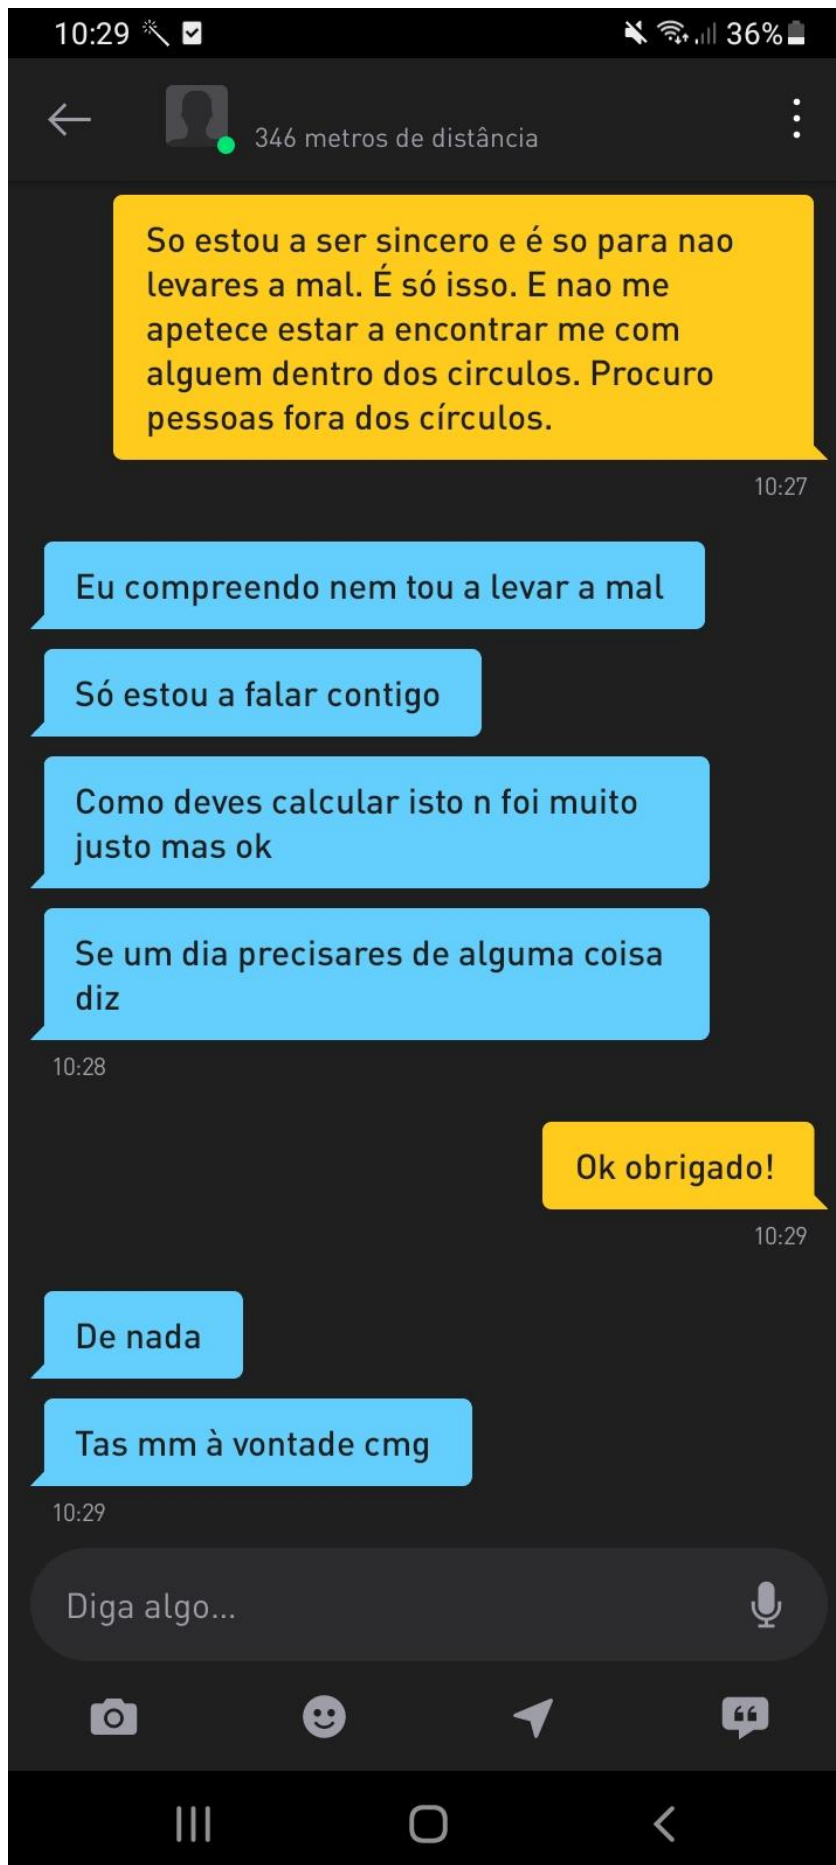 10:29
36%
346 metros de distância
So estou a ser sincero e é so para nao
levares a mal. É só isso. E nao me
apetece estar a encontrar me com
alguem dentro dos circulos. Procuro
pessoas fora dos círculos.
10:27
Eu compreendo nem tou a levar a mal
Só estou a falar contigo
Como deves calcular isto n foi muito
justo mas ok
Se um dia precisares de alguma coisa
diz
10:28
Ok obrigado!
10:29
De nada
Tas mm à vontade cmg
10:29
Diga algo...